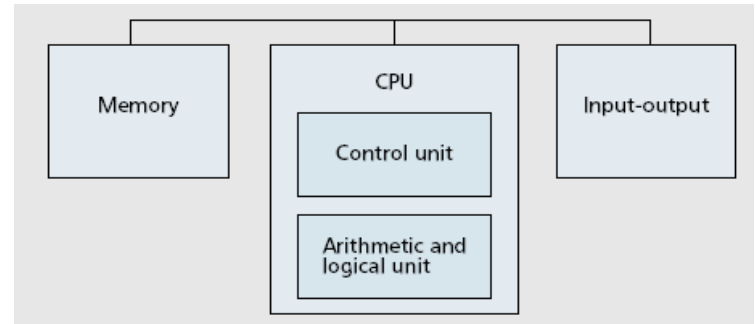 Memory
CPU
Control unit
Arithmetic and
logical unit
Input-output